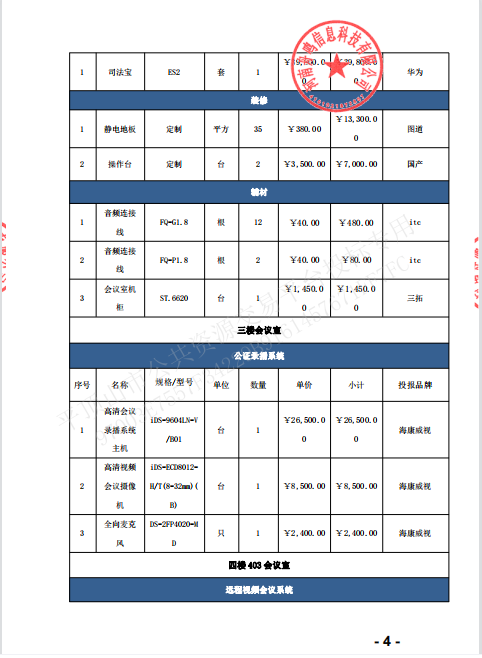 1 司法宝 ES2 套 1 华为
装修
1 静电地板 定制 平方 35 ￥380.00 ￥13,300.00 图道
2 操作台 定制 台 2 ￥3,500.00 ￥7,000.00 国产
辅材
1 音频连接线 FQ-G1.8 根 12 ￥40.00 ￥480.00 itc
2 音频连接线 FQ-P1.8 根 2 ￥40.00 ￥80.00 itc
3 会议室机柜 ST.6620 台 1 ￥1,450.00 ￥1,450.00 三拓
三楼会议室
公证录播系统
序号 名称 规格/型号 单位 数量 单价 小计 投报品牌
1 高清会议录播系统主机 iDS-9604LN-V/B01 台 1 ￥26,500.00 ￥26,500.00 海康威视
2 高清视频会议摄像机 iDS-ECD8012-H/T(8-32mm)(B) 台 1 ￥8,500.00 ￥8,500.00 海康威视
3 全向麦克风 DS-2FP4020-MD 只 1 ￥2,400.00 ￥2,400.00 海康威视
四楼 403 会议室
远程视频会议系统
- 4 -